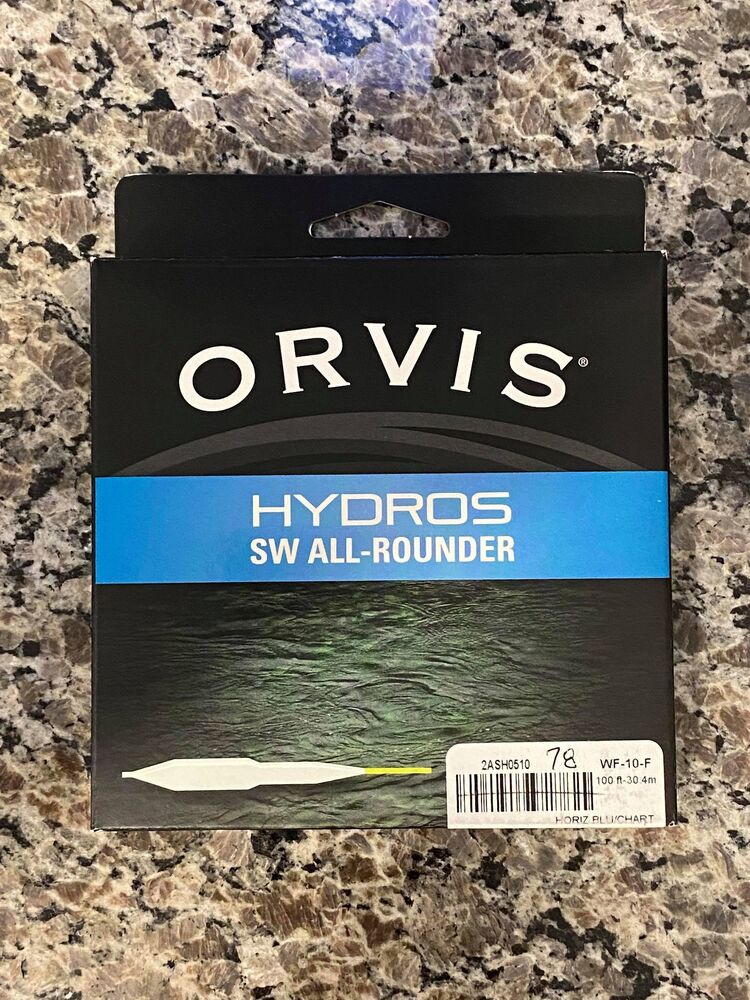 ORVIS®
HYDROS
SW ALL-ROUNDER
2ASH0510 78 WF-10-F
100 ft-30.4m
HORIZ BLU/CHART